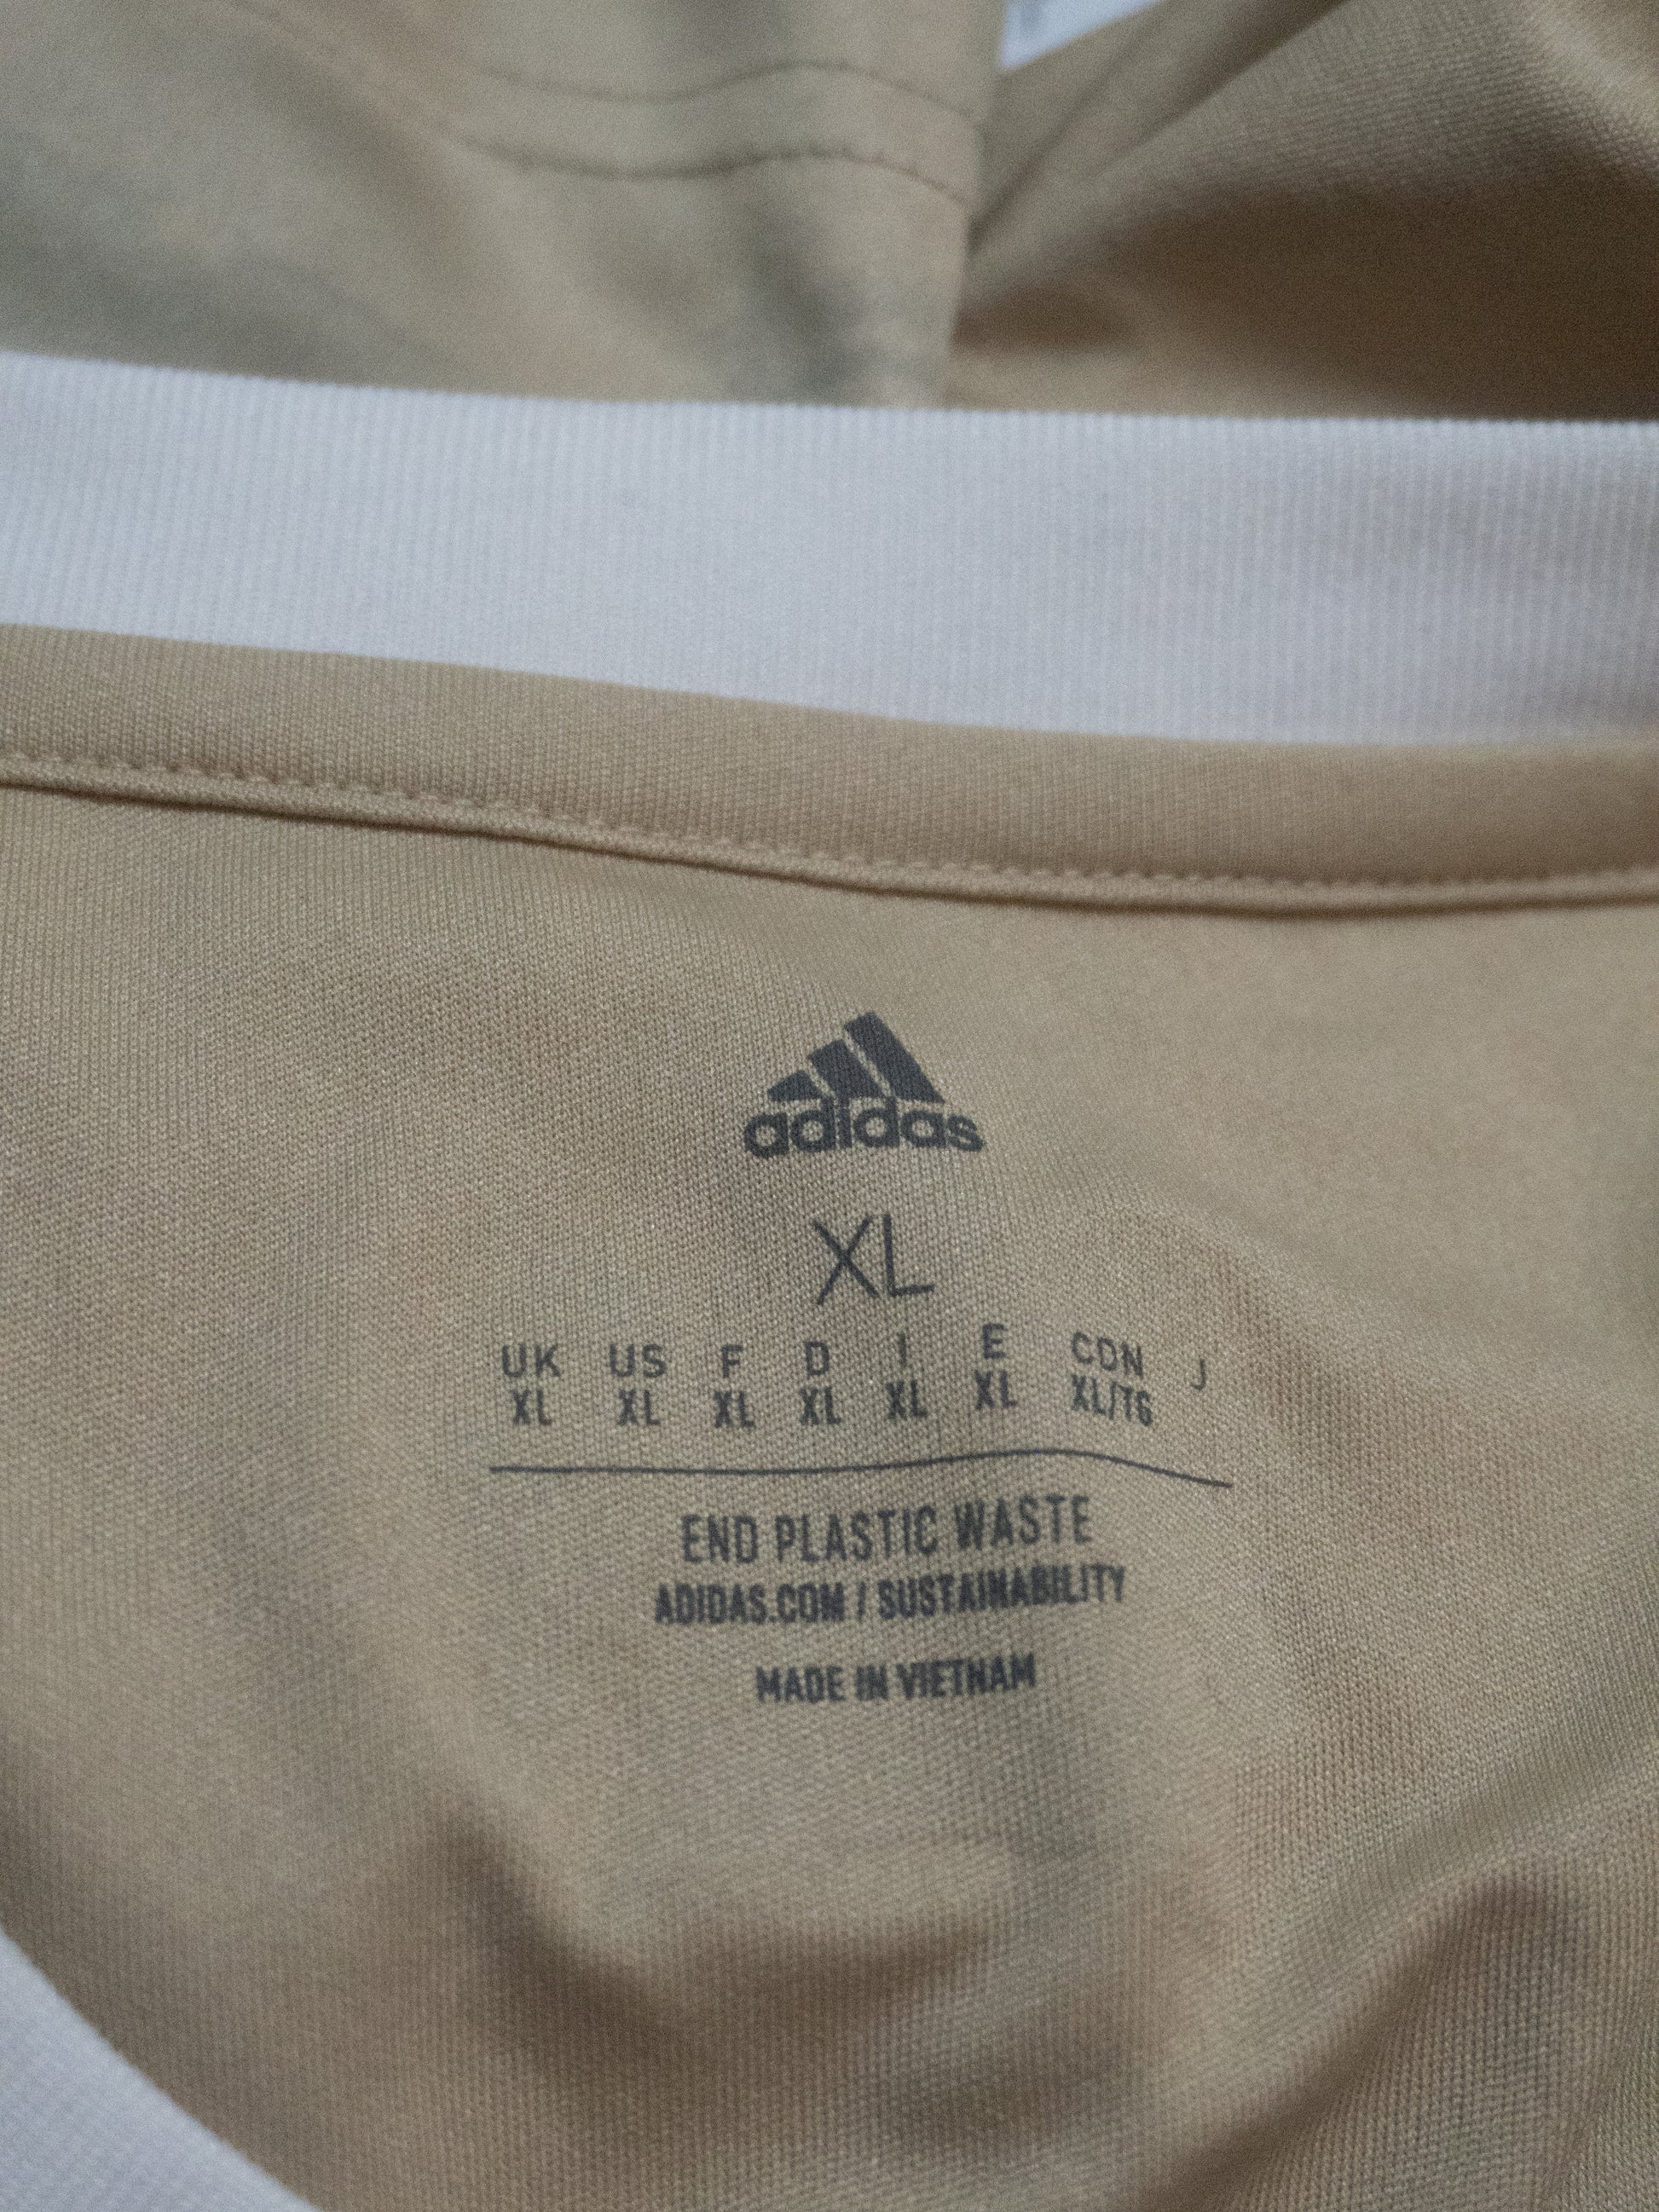 adidas
XL
UK US F D I E CDN J
XL XL XL XL XL XL XL/TG
END PLASTIC WASTE
ADIDAS.COM / SUSTAINABILITY
MADE IN VIETNAM